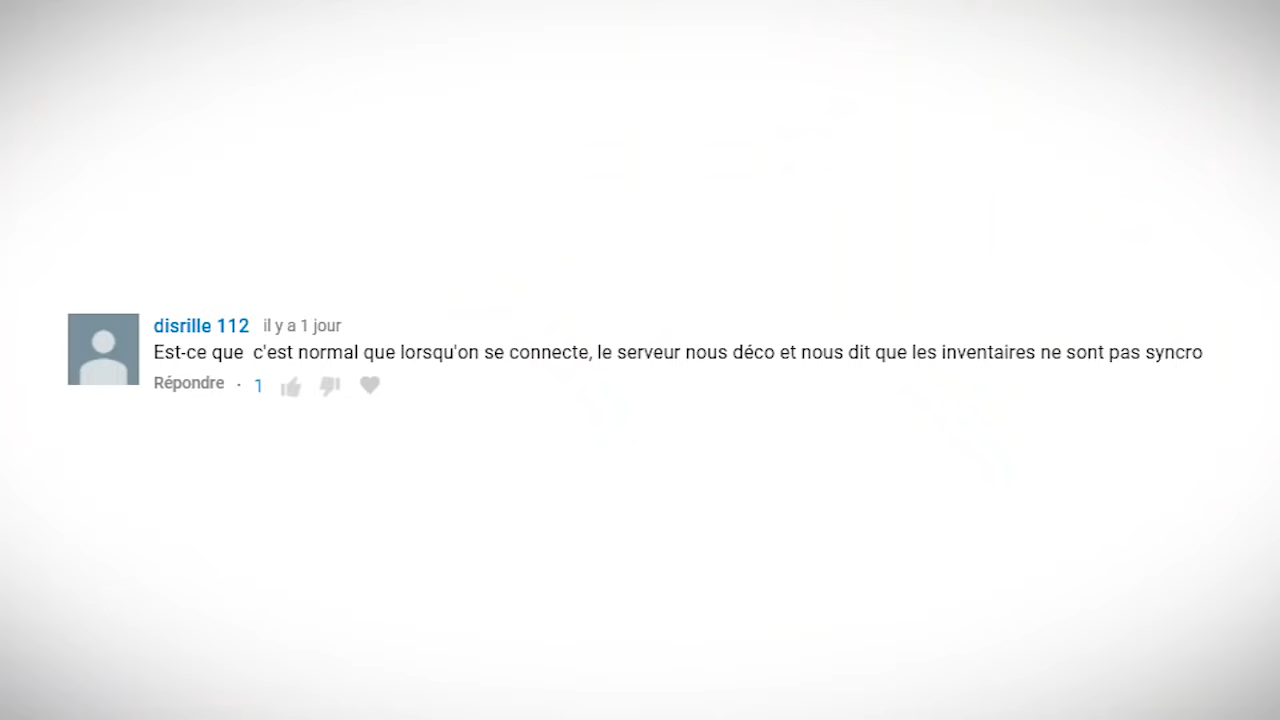 disrille 112 il y a 1 jour
Est-ce que  c'est normal que lorsqu'on se connecte, le serveur nous déco et nous dit que les inventaires ne sont pas syncro
Répondre · 1